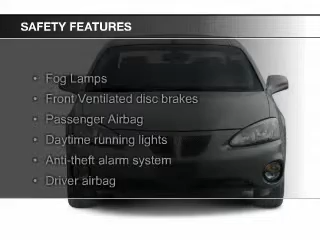 SAFETY FEATURES
• Fog Lamps
• Front Ventilated disc brakes
• Passenger Airbag
• Daytime running lights
• Anti-theft alarm system
• Driver airbag